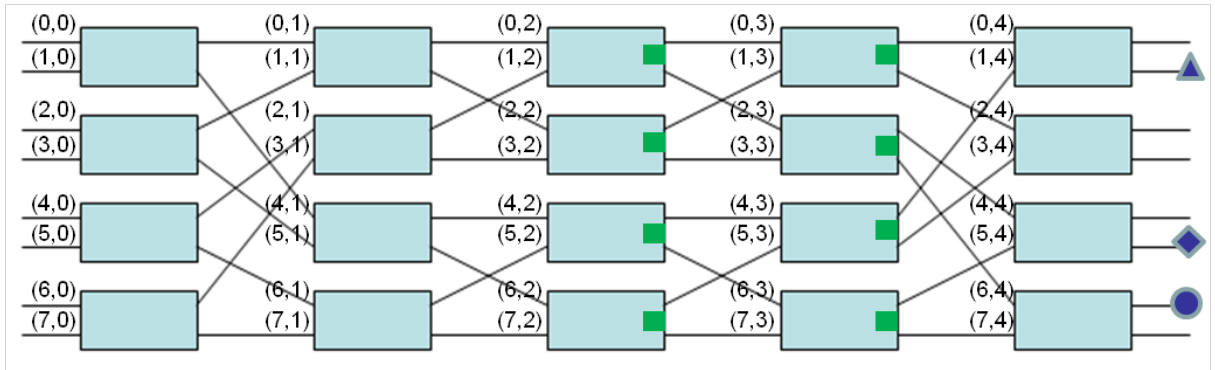 (0,0) (0,1) (0,2) (0,3) (0,4)
(1,0) (1,1) (1,2) (1,3) (1,4)
(2,0) (2,1) (2,2) (2,3) (2,4)
(3,0) (3,1) (3,2) (3,3) (3,4)
(4,0) (4,1) (4,2) (4,3) (4,4)
(5,0) (5,1) (5,2) (5,3) (5,4)
(6,0) (6,1) (6,2) (6,3) (6,4)
(7,0) (7,1) (7,2) (7,3) (7,4)